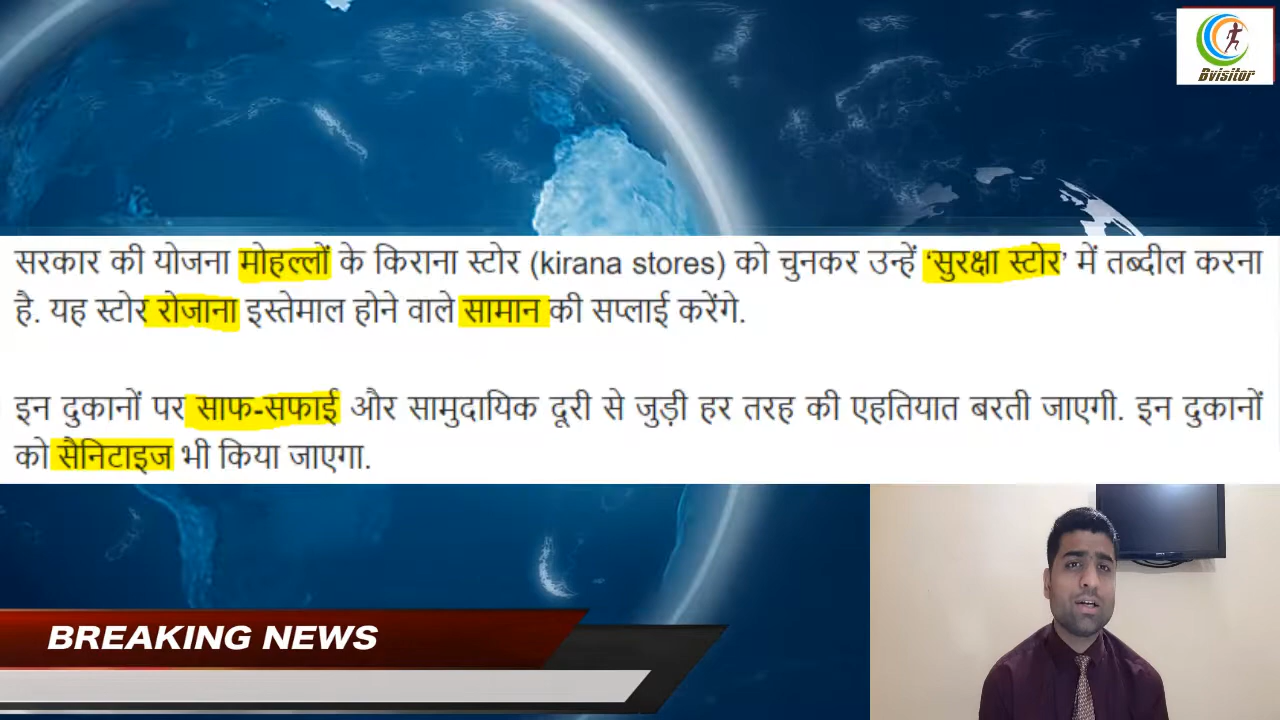 Bvisitor
सरकार की योजना मोहल्लों के किराना स्टोर (kirana stores) को चुनकर उन्हें ‘सुरक्षा स्टोर’ में तब्दील करना
है. यह स्टोर रोजाना इस्तेमाल होने वाले सामान की सप्लाई करेंगे.
इन दुकानों पर साफ-सफाई और सामुदायिक दूरी से जुड़ी हर तरह की एहतियात बरती जाएगी. इन दुकानों
को सैनिटाइज भी किया जाएगा.
BREAKING NEWS